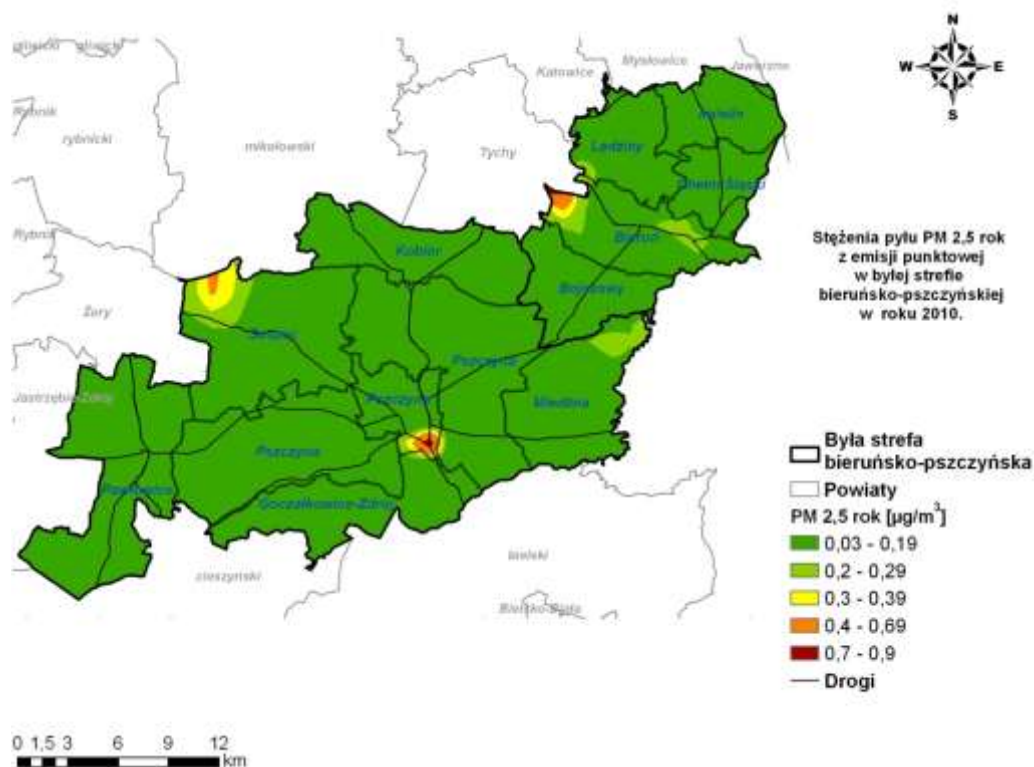 N
W E
S
gliwicki gliwicki
Mysłowice
Katowice
Jaworzno
Rybnik
rybnicki
mikołowski
Tychy
Lędziny
Imielin
Chełm Śląski
Rybnik
Kobiór
Bieruń
Bojszowy
Żory
Suszec
Pszczyna
Jastrzębie-Zdrój
Pszczyna
Miedźna
Pszczyna
Pawłowice
Goczałkowice-Zdrój
cieszyński
bielski
Bielsko-Biała
Stężenia pyłu PM 2,5 rok
z emisji punktowej
w byłej strefie
bieruńsko-pszczyńskiej
w roku 2010.
Była strefa
bieruńsko-pszczyńska
Powiaty
PM 2,5 rok [µg/m³]
0,03 - 0,19
0,2 - 0,29
0,3 - 0,39
0,4 - 0,69
0,7 - 0,9
Drogi
0 1,5 3 6 9 12
km